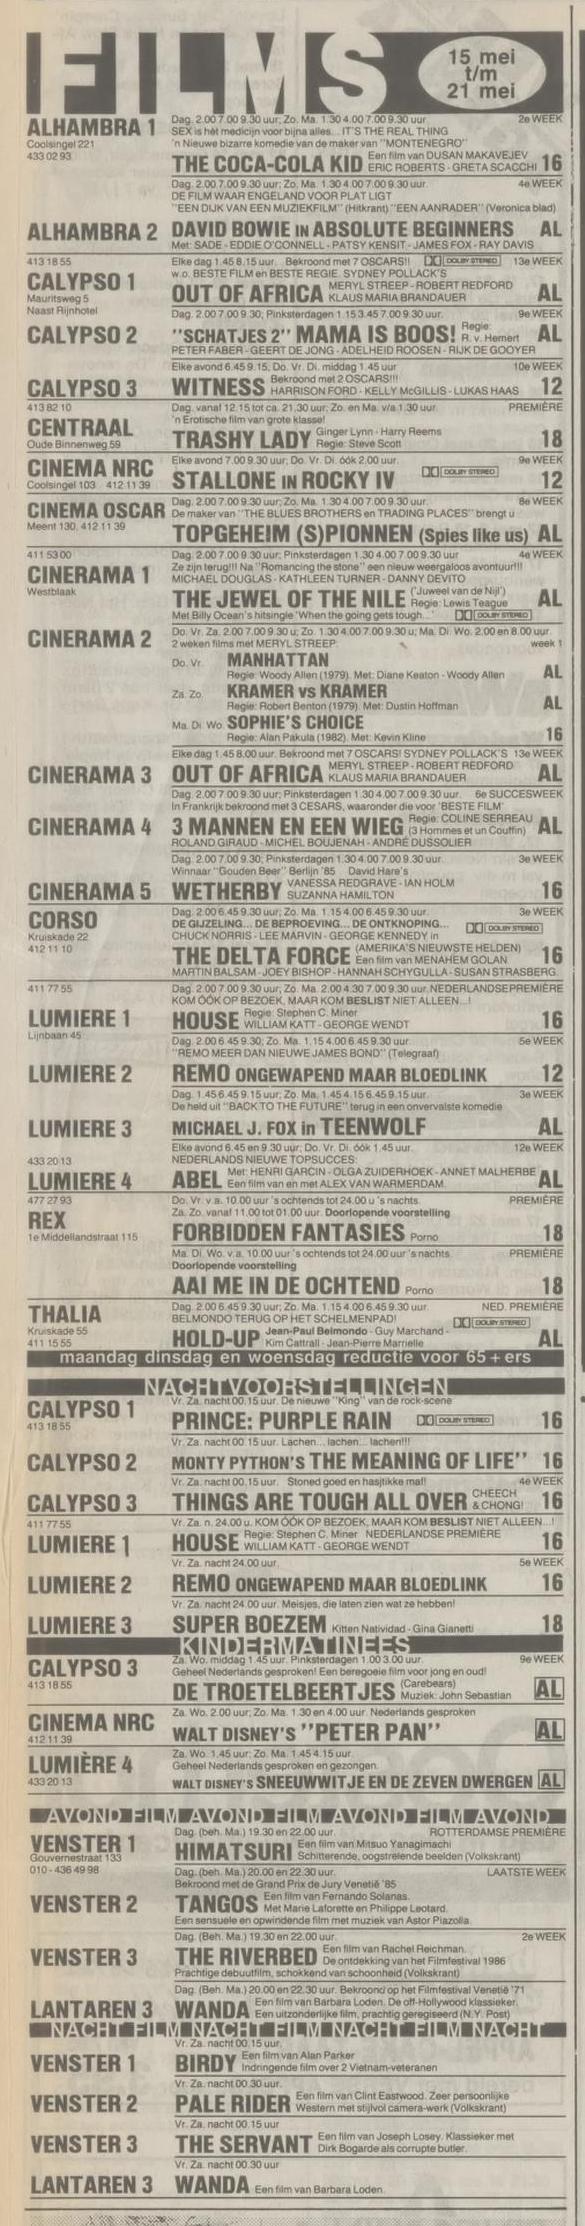 FILMS
15 mei
t/m
21 mei
ALHAMBRA 1
Coolsingel 221
433 02 93
Dag. 2.00 7.00 9.30 uur; Zo. Ma. 1.30 4.00 7.00 9.30 uur 2e WEEK
SEX is hét medicijn voor bijna alles... IT'S THE REAL THING
'n Nieuwe bizarre komedie van de maker van "MONTENEGRO"
THE COCA-COLA KID Een film van DUSAN MAKAVEJEV
ERIC ROBERTS - GRETA SCACCHI 16
Dag. 2.00 7.00 9.30 uur; Zo. Ma. 1.30 4.00 7.00 9.30 uur. 4e WEEK
DE FILM WAAR ENGELAND VOOR PLAT LIGT
"EEN DIJK VAN EEN MUZIEKFILM" (Hitkrant) "EEN AANRADER" (Veronica blad)
ALHAMBRA 2 DAVID BOWIE IN ABSOLUTE BEGINNERS AL
Met: SADE - EDDIE O'CONNELL - PATSY KENSIT - JAMES FOX - RAY DAVIS
413 18 55
CALYPSO 1
Mauritsweg 5
Naast Rijnhotel
Elke dag 1.45 8.15 uur. Bekroond met 7 OSCARS!! DOLBY STEREO 13e WEEK
w.o. BESTE FILM en BESTE REGIE. SYDNEY POLLACK'S
OUT OF AFRICA MERYL STREEP - ROBERT REDFORD
KLAUS MARIA BRANDAUER AL
Dag. 2.00 7.00 9.30; Pinksterdagen 1.15 3.45 7.00 9.30 uur. 9e WEEK
CALYPSO 2 "SCHATJES 2" MAMA IS BOOS! Regie:
R. v. Hemert AL
PETER FABER - GEERT DE JONG - ADELHEID ROOSEN - RIJK DE GOOYER
Elke avond 6.45 9.15, Do. Vr. Di. middag 1.45 uur 10e WEEK
CALYPSO 3 WITNESS Bekroond met 2 OSCARS!!!
HARRISON FORD - KELLY McGILLIS - LUKAS HAAS 12
413 82 10
CENTRAAL
Oude Binnenweg 59
Dag. vanaf 12.15 tot ca. 21.30 uur; Zo. en Ma. v/a 1.30 uur PREMIÈRE
'n Erotische film van grote klasse!
TRASHY LADY Ginger Lynn - Harry Reems
Regie: Steve Scott 18
CINEMA NRC
Coolsingel 103 412 11 39
Elke avond 7.00 9.30 uur; Do. Vr. Di. óók 2.00 uur. 9e WEEK
DOLBY STEREO
STALLONE IN ROCKY IV 12
CINEMA OSCAR
Meent 130, 412 11 39
Dag. 2.00 7.00 9.30 uur; Pinksterdagen 1.30 4.00 7.00 9.30 uur. 8e WEEK
De maker van "THE BLUES BROTHERS en TRADING PLACES" brengt u
TOPGEHEIM (S)PIONNEN (Spies like us) AL
411 53 00
CINERAMA 1
Westblaak
Dag. 2.00 7.00 9.30 uur; Pinksterdagen 1.30 4.00 7.00 9.30 uur 4e WEEK
Ze zijn terug!!! Na "Romancing the stone" een nieuw weergaloos avontuur!!!
MICHAEL DOUGLAS - KATHLEEN TURNER - DANNY DEVITO
THE JEWEL OF THE NILE ('Juweel van de Nijl')
Regie: Lewis Teague AL
Met Billy Ocean's hitsingle 'When the going gets tough...' DOLBY STEREO
CINERAMA 2
Do. Vr. Za. 2.00 7.00 9.30 u; Zo. 1.30 4.00 7.00 9.30 u; Ma. Di. Wo. 2.00 en 8.00 uur.
2 weken films met MERYL STREEP: week 1
Do. Vr. MANHATTAN
Regie: Woody Allen (1979). Met: Diane Keaton - Woody Allen AL
Za. Zo. KRAMER vs KRAMER
Regie: Robert Benton (1979). Met: Dustin Hoffman AL
Ma. Di. Wo. SOPHIE'S CHOICE
Regie: Alan Pakula (1982). Met: Kevin Kline 16
Elke dag 1.45 8.00 uur. Bekroond met 7 OSCARS! SYDNEY POLLACK'S 13e WEEK
CINERAMA 3 OUT OF AFRICA MERYL STREEP - ROBERT REDFORD
KLAUS MARIA BRANDAUER AL
Dag. 2.00 7.00 9.30 uur; Pinksterdagen 1.30 4.00 7.00 9.30 uur. 6e SUCCESWEEK
In Frankrijk bekroond met 3 CESARS, waaronder die voor 'BESTE FILM'
CINERAMA 4 3 MANNEN EN EEN WIEG Regie: COLINE SERREAU
(3 Hommes et un Couffin) AL
ROLAND GIRAUD - MICHEL BOUJENAH - ANDRÉ DUSSOLIER
Dag. 2.00 7.00 9.30; Pinksterdagen 1.30 4.00 7.00 9.30 uur 3e WEEK
Winnaar "Gouden Beer" Berlijn '85 David Hare's
CINERAMA 5 WETHERBY VANESSA REDGRAVE - IAN HOLM
SUZANNA HAMILTON 16
CORSO
Kruiskade 22
412 11 10
Dag. 2.00 6.45 9.30 uur; Zo. Ma. 1.15 4.00 6.45 9.30 uur. 3e WEEK
DE GIJZELING... DE BEPROEVING... DE ONTKNOPING...
CHUCK NORRIS - LEE MARVIN - GEORGE KENNEDY in DOLBY STEREO
THE DELTA FORCE (AMERIKA'S NIEUWSTE HELDEN)
Een film van MENAHEM GOLAN 16
MARTIN BALSAM - JOEY BISHOP - HANNAH SCHYGULLA - SUSAN STRASBERG.
411 77 55
LUMIERE 1
Lijnbaan 45
Dag. 2.00 7.00 9.30 uur; Zo. Ma. 2.00 4.30 7.00 9.30 uur. NEDERLANDSE PREMIÈRE
KOM ÓÓK OP BEZOEK, MAAR KOM BESLIST NIET ALLEEN...!
HOUSE Regie: Stephen C. Miner
WILLIAM KATT - GEORGE WENDT 16
Dag. 2.00 6.45 9.30; Zo. Ma. 1.15 4.00 6.45 9.30 uur. 5e WEEK
"REMO MEER DAN NIEUWE JAMES BOND" (Telegraaf)
LUMIERE 2 REMO ONGEWAPEND MAAR BLOEDLINK 12
Dag. 1.45 6.45 9.15 uur; Zo. Ma. 1.45 4.15 6.45 9.15 uur. 3e WEEK
De held uit "BACK TO THE FUTURE" terug in een onvervalste komedie
LUMIERE 3 MICHAEL J. FOX in TEENWOLF AL
Elke avond 6.45 en 9.30 uur; Do. Vr. Di. óók 1.45 uur. 12e WEEK
433 20 13 NEDERLANDS NIEUWE TOPSUCCES:
LUMIERE 4 ABEL Met: HENRI GARCIN - OLGA ZUIDERHOEK - ANNET MALHERBE
Een film van en met ALEX VAN WARMERDAM. AL
477 27 93
REX
1e Middellandstraat 115
Do. Vr. v.a. 10.00 uur 's ochtends tot 24.00 u 's nachts. PREMIÈRE
Za. Zo. vanaf 11.00 tot 01.00 uur. Doorlopende voorstelling
FORBIDDEN FANTASIES Porno 18
Ma. Di. Wo. v.a. 10.00 uur 's ochtends tot 24.00 uur 's nachts. PREMIÈRE
Doorlopende voorstelling
AAI ME IN DE OCHTEND Porno 18
THALIA
Kruiskade 55
411 15 55
Dag. 2.00 6.45 9.30 uur; Zo. Ma. 1.15 4.00 6.45 9.30 uur. NED. PREMIÈRE
BELMONDO TERUG OP HET SCHELMENPAD! DOLBY STEREO
HOLD-UP Jean-Paul Belmondo - Guy Marchand -
Kim Cattrall - Jean-Pierre Marrielle AL
maandag dinsdag en woensdag reductie voor 65+ers
NACHTVOORSTELLINGEN
CALYPSO 1
413 18 55
Vr. Za. nacht 00.15 uur. De nieuwe "King" van de rock-scene
PRINCE: PURPLE RAIN DOLBY STEREO 16
Vr. Za. nacht 00.15 uur. Lachen... lachen... lachen!!!
CALYPSO 2 MONTY PYTHON'S THE MEANING OF LIFE" 16
Vr. Za. nacht 00.15 uur. Stoned goed en hasjtikke maf! 4e WEEK
CALYPSO 3 THINGS ARE TOUGH ALL OVER CHEECH
& CHONG! 16
411 77 55
LUMIERE 1
Vr. Za. n. 24.00 u. KOM ÓÓK OP BEZOEK, MAAR KOM BESLIST NIET ALLEEN...!
HOUSE Regie: Stephen C. Miner NEDERLANDSE PREMIÈRE
WILLIAM KATT - GEORGE WENDT 16
Vr. Za. nacht 24.00 uur. 5e WEEK
LUMIERE 2 REMO ONGEWAPEND MAAR BLOEDLINK 16
Vr. Za. nacht 24.00 uur. Meisjes, die laten zien wat ze hebben!
LUMIERE 3 SUPER BOEZEM Kitten Natividad - Gina Gianetti 18
KINDERMATINEES
CALYPSO 3
413 18 55
Za. Wo. middag 1.45 uur. Pinksterdagen 1.00 3.00 uur. 9e WEEK
Geheel Nederlands gesproken! Een beregoeie film voor jong en oud!
DE TROETELBEERTJES (Carebears)
Muziek: John Sebastian AL
CINEMA NRC
412 11 39
Za. Wo. 2.00 uur; Zo. Ma. 1.30 en 4.00 uur. Nederlands gesproken
WALT DISNEY'S "PETER PAN" AL
LUMIÈRE 4
433 20 13
Za. Wo. 1.45 uur; Zo. Ma. 1.45 4.15 uur.
Geheel Nederlands gesproken en gezongen.
WALT DISNEY'S SNEEUWWITJE EN DE ZEVEN DWERGEN AL
AVOND FILM AVOND FILM AVOND FILM AVOND
VENSTER 1
Gouvernestraat 133
010 - 436 49 98
Dag. (beh. Ma.) 19.30 en 22.00 uur. ROTTERDAMSE PREMIÈRE
HIMATSURI Een film van Mitsuo Yanagimachi
Schitterende, oogstrelende beelden (Volkskrant)
Dag. (beh. Ma.) 20.00 en 22.30 uur. LAATSTE WEEK
Bekroond met de Grand Prix de Jury Venetië '85
VENSTER 2 TANGOS Een film van Fernando Solanas.
Met Marie Laforette en Philippe Leotard.
Een sensuele en opwindende film met muziek van Astor Piazolla.
Dag. (Beh. Ma.) 19.30 en 22.00 uur. 2e WEEK
VENSTER 3 THE RIVERBED Een film van Rachel Reichman.
De ontdekking van het Filmfestival 1986
Prachtige debuutfilm, schokkend van schoonheid (Volkskrant)
Dag. (Beh. Ma.) 20.00 en 22.30 uur. Bekroond op het Filmfestival Venetië '71
LANTAREN 3 WANDA Een film van Barbara Loden. De off-Hollywood klassieker.
Een uitzonderlijke film, prachtig geregiseerd (N.Y. Post)
NACHT FILM NACHT FILM NACHT FILM NACHT
Vr. Za. nacht 00.15 uur.
VENSTER 1 BIRDY Een film van Alan Parker
Indringende film over 2 Vietnam-veteranen
Vr. Za. nacht 00.30 uur.
VENSTER 2 PALE RIDER Een film van Clint Eastwood. Zeer persoonlijke
Western met stijlvol camera-werk (Volkskrant)
Vr. Za. nacht 00.15 uur
VENSTER 3 THE SERVANT Een film van Joseph Losey. Klassieker met
Dirk Bogarde als corrupte butler.
Vr. Za. nacht 00.30 uur
LANTAREN 3 WANDA Een film van Barbara Loden.